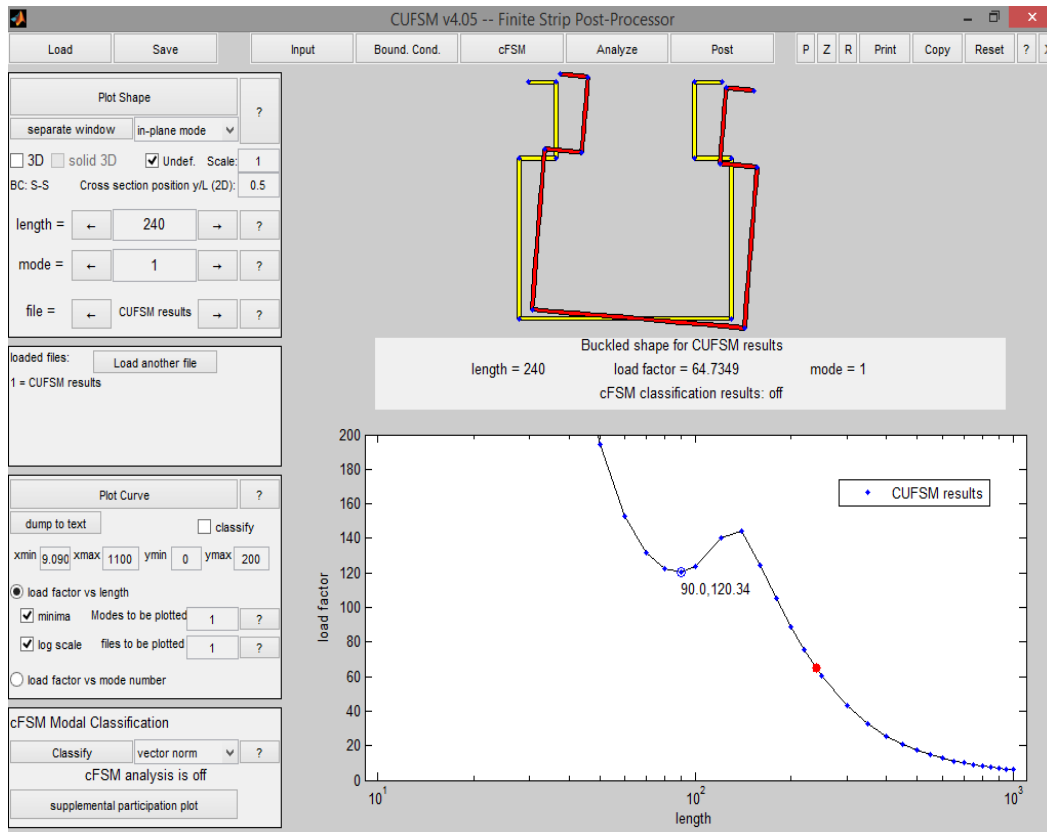 CUFSM v4.05 -- Finite Strip Post-Processor
Load Save Input Bound. Cond. cFSM Analyze Post P Z R Print Copy Reset ?
Plot Shape ?
separate window in-plane mode
3D solid 3D Undef. Scale: 1
BC: S-S Cross section position y/L (2D): 0.5
length = ← 240 → ?
mode = ← 1 → ?
file = ← CUFSM results → ?
loaded files: Load another file
1 = CUFSM results
Plot Curve ?
dump to text classify
xmin 9.090 xmax 1100 ymin 0 ymax 200
load factor vs length
minima Modes to be plotted 1 ?
log scale files to be plotted 1 ?
load factor vs mode number
cFSM Modal Classification
Classify vector norm ?
cFSM analysis is off
supplemental participation plot
Buckled shape for CUFSM results
length = 240 load factor = 64.7349 mode = 1
cFSM classification results: off
200
180
160
140
120
100
80
60
40
20
0
load factor
CUFSM results
90.0,120.34
10¹ 10² 10³
length